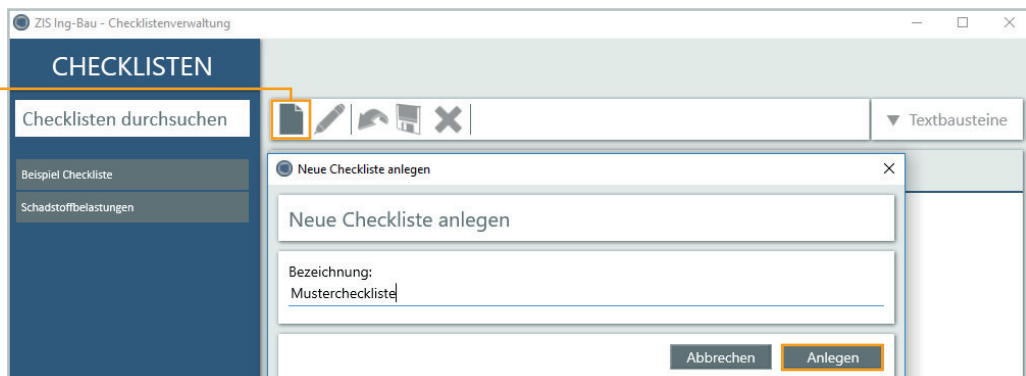 ZIS Ing-Bau - Checklistenverwaltung
CHECKLISTEN
Checklisten durchsuchen
Textbausteine
Beispiel Checkliste
Schadstoffbelastungen
Neue Checkliste anlegen
Neue Checkliste anlegen
Bezeichnung:
Mustercheckliste
Abbrechen Anlegen